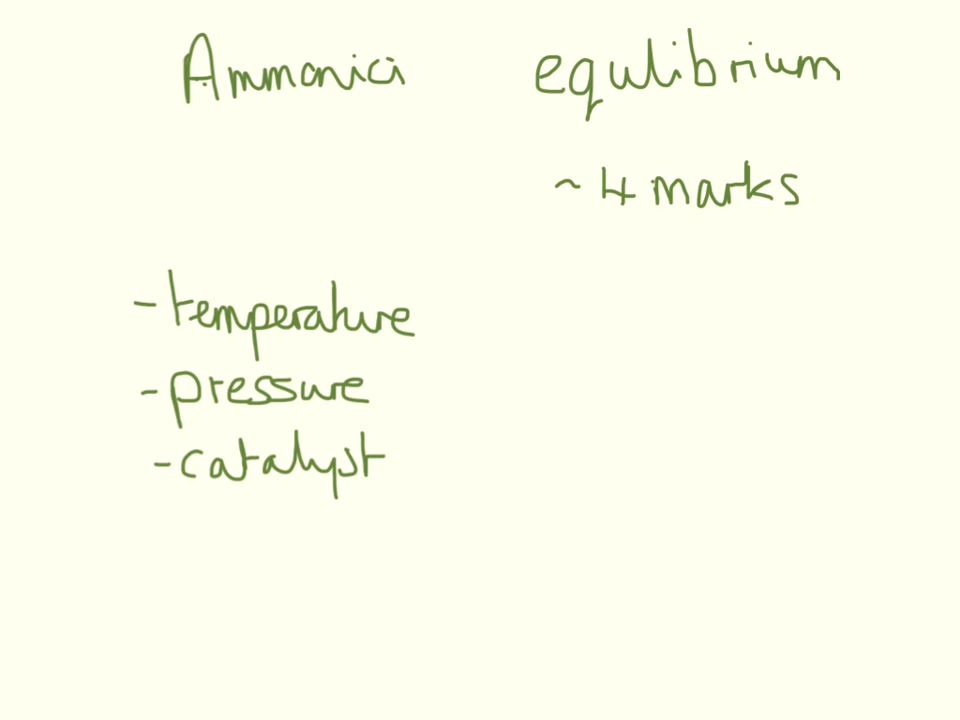 Ammonia equlibrium
~ 4 marks
- temperature
- pressure
- catalyst